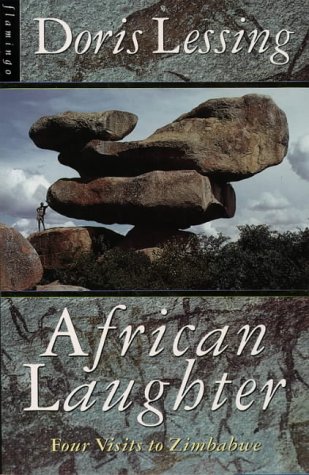 flamingo
Doris Lessing
African
Laughter
Four Visits to Zimbabwe